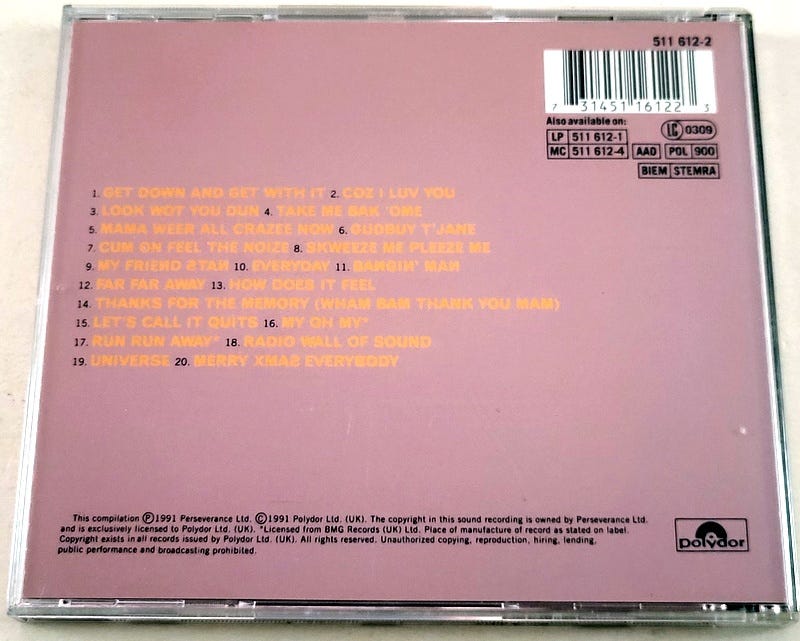 511 612-2
7 31451 16122 3
Also available on:
LP 511 612-1 LC 0309
MC 511 612-4 AAD POL 900
BIEM STEMRA
1. GET DOWN AND GET WITH IT 2. COZ I LUV YOU
3. LOOK WOT YOU DUN 4. TAKE ME BAK 'OME
5. MAMA WEER ALL CRAZEE NOW 6. GUDBUY T'JANE
7. CUM ON FEEL THE NOIZE 8. SKWEEZE ME PLEEZE ME
9. MY FRIEND STAN 10. EVERYDAY 11. BANGIN' MAN
12. FAR FAR AWAY 13. HOW DOES IT FEEL
14. THANKS FOR THE MEMORY (WHAM BAM THANK YOU MAM)
15. LET'S CALL IT QUITS 16. MY OH MY*
17. RUN RUN AWAY* 18. RADIO WALL OF SOUND
19. UNIVERSE 20. MERRY XMAS EVERYBODY
This compilation Ⓟ1991 Perseverance Ltd. ©1991 Polydor Ltd. (UK). The copyright in this sound recording is owned by Perseverance Ltd.
and is exclusively licensed to Polydor Ltd. (UK). *Licensed from BMG Records (UK) Ltd. Place of manufacture of record as stated on label.
Copyright exists in all records issued by Polydor Ltd. (UK). All rights reserved. Unauthorized copying, reproduction, hiring, lending,
public performance and broadcasting prohibited.
polydor